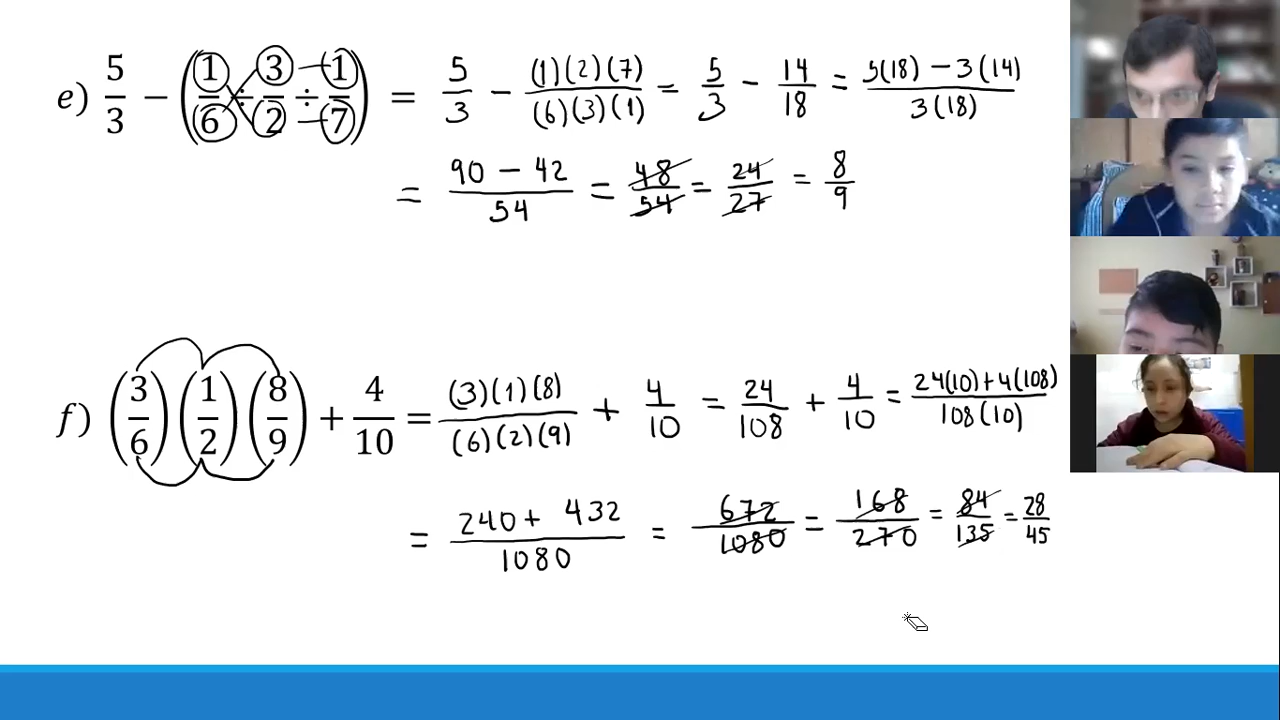 e) 5/3 − (1/6 ÷ 3/2 ÷ 1/7) = 5/3 − (1)(2)(7)/(6)(3)(1) = 5/3 − 14/18 = 5(18) − 3(14)/3(18)
= 90 − 42/54 = 48/54 = 24/27 = 8/9
f) (3/6)(1/2)(8/9) + 4/10 = (3)(1)(8)/(6)(2)(9) + 4/10 = 24/108 + 4/10 = 24(10)+4(108)/108(10)
= 240 + 432/1080 = 672/1080 = 168/270 = 84/135 = 28/45